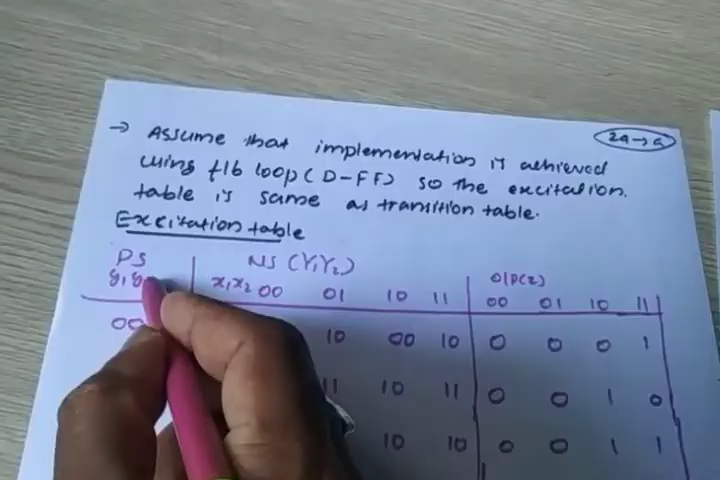 2a→a
→ Assume that implementation is achieved
using f/b loop (D-FF) so the excitation.
table is same as transition table.
Excitation table
PS NS (Y₁Y₂) O/P(Z)
y₁y x₁x₂ 00 01 10 11 00 01 10 11
00 10 00 10 0 0 0 1
11 10 11 0 0 1 0
10 10 0 0 1 1